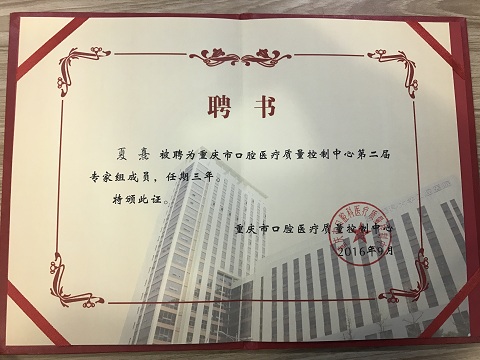 聘书
夏熹 被聘为重庆市口腔医疗质量控制中心第二届
专家组成员，任期三年。
特颁此证。
重庆市口腔医疗质量控制中心
2016年9月